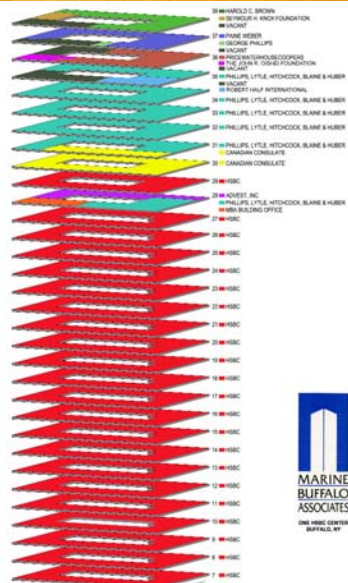 38 HAROLD C. BROWN
SEYMOUR H. KNOX FOUNDATION
VACANT
37 PAINE WEBER
GEORGE PHILLIPS
VACANT
36 PRICEWATERHOUSECOOPERS
THE JOHN R. OISHEI FOUNDATION
VACANT
35 PHILLIPS, LYTLE, HITCHCOCK, BLAINE & HUBER
VACANT
ROBERT HALF INTERNATIONAL
34 PHILLIPS, LYTLE, HITCHCOCK, BLAINE & HUBER
33 PHILLIPS, LYTLE, HITCHCOCK, BLAINE & HUBER
32 PHILLIPS, LYTLE, HITCHCOCK, BLAINE & HUBER
31 PHILLIPS, LYTLE, HITCHCOCK, BLAINE & HUBER
CANADIAN CONSULATE
30 CANADIAN CONSULATE
29 HSBC
28 ADVEST, INC
PHILLIPS, LYTLE, HITCHCOCK, BLAINE & HUBER
MBA BUILDING OFFICE
27 HSBC
26 HSBC
25 HSBC
24 HSBC
23 HSBC
22 HSBC
21 HSBC
20 HSBC
19 HSBC
18 HSBC
17 HSBC
16 HSBC
15 HSBC
14 HSBC
13 HSBC
12 HSBC
11 HSBC
10 HSBC
9 HSBC
8 HSBC
7 HSBC
MARINE
BUFFALO
ASSOCIATES
ONE HSBC CENTER
BUFFALO, NY